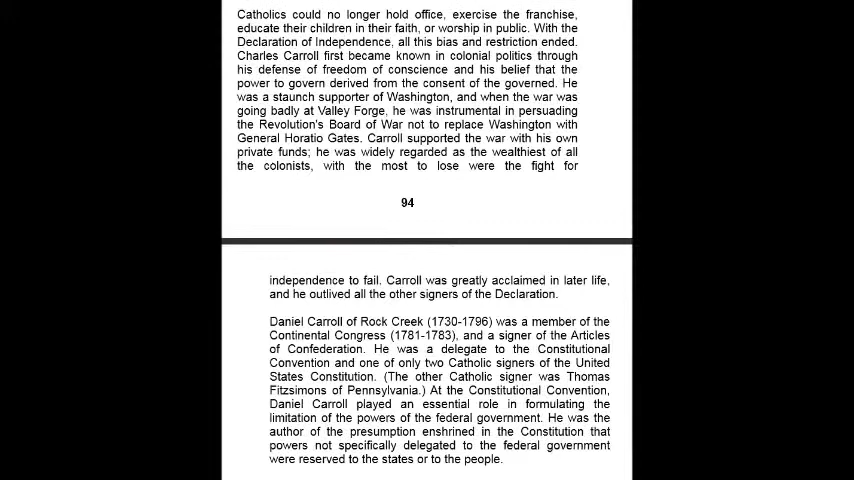 Catholics could no longer hold office, exercise the franchise,
educate their children in their faith, or worship in public. With the
Declaration of Independence, all this bias and restriction ended.
Charles Carroll first became known in colonial politics through
his defense of freedom of conscience and his belief that the
power to govern derived from the consent of the governed. He
was a staunch supporter of Washington, and when the war was
going badly at Valley Forge, he was instrumental in persuading
the Revolution's Board of War not to replace Washington with
General Horatio Gates. Carroll supported the war with his own
private funds; he was widely regarded as the wealthiest of all
the colonists, with the most to lose were the fight for
94
independence to fail. Carroll was greatly acclaimed in later life,
and he outlived all the other signers of the Declaration.
Daniel Carroll of Rock Creek (1730-1796) was a member of the
Continental Congress (1781-1783), and a signer of the Articles
of Confederation. He was a delegate to the Constitutional
Convention and one of only two Catholic signers of the United
States Constitution. (The other Catholic signer was Thomas
Fitzsimons of Pennsylvania.) At the Constitutional Convention,
Daniel Carroll played an essential role in formulating the
limitation of the powers of the federal government. He was the
author of the presumption enshrined in the Constitution that
powers not specifically delegated to the federal government
were reserved to the states or to the people.